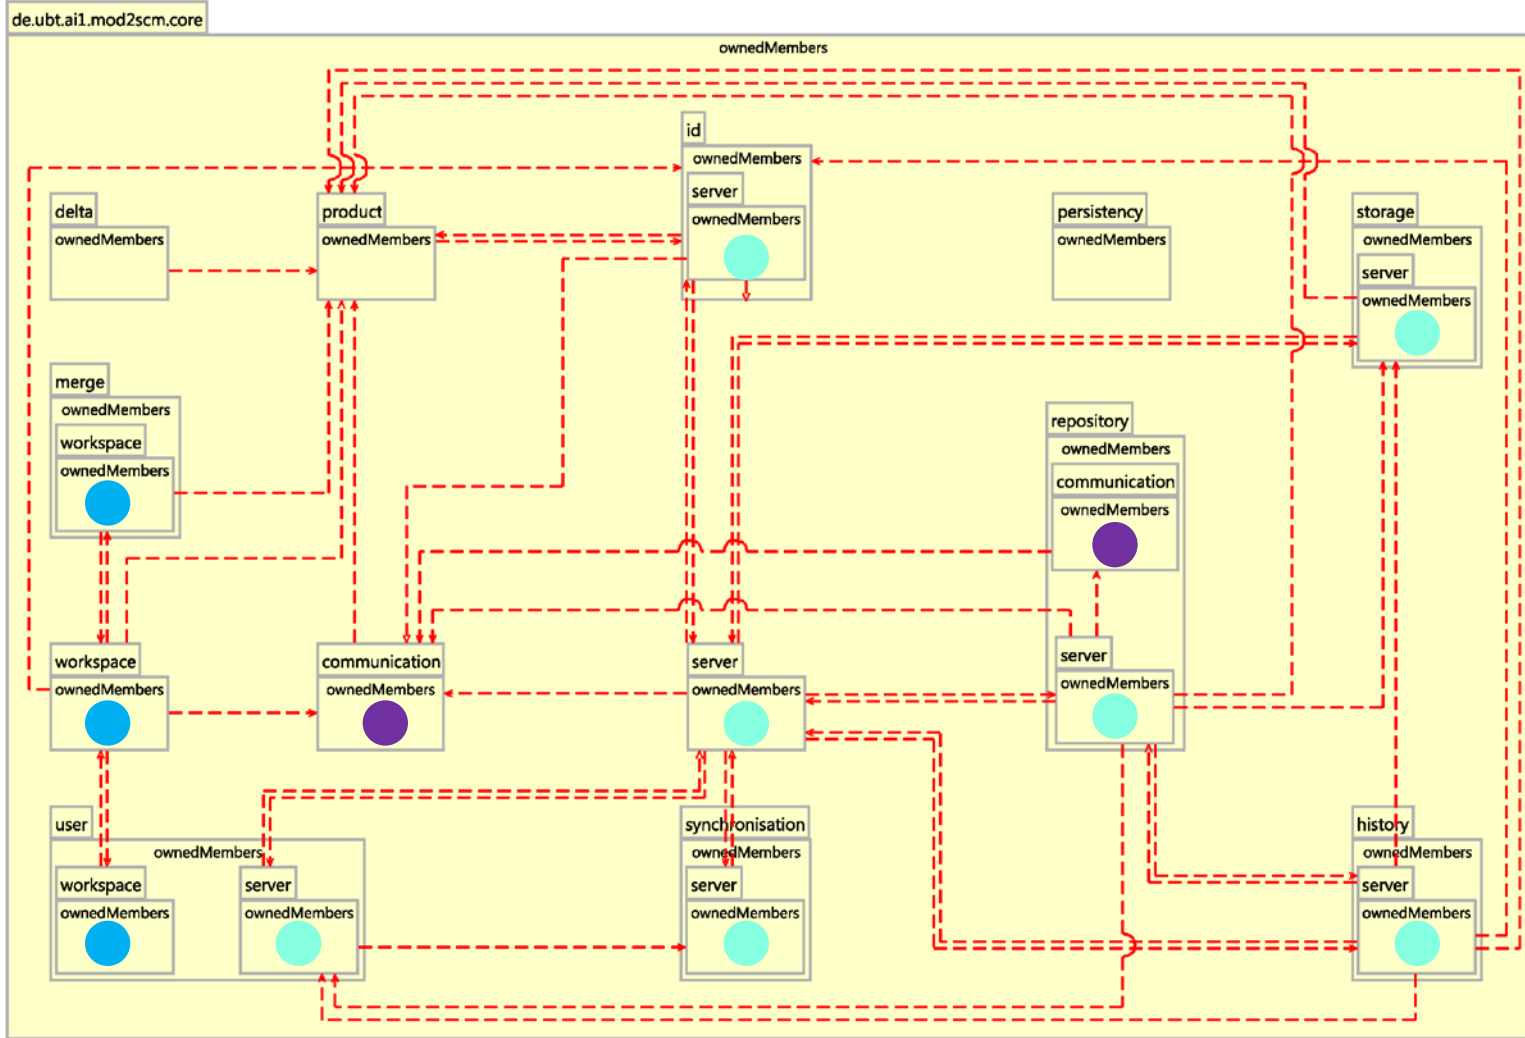 de.ubt.ai1.mod2scm.core
ownedMembers
id
ownedMembers
server
ownedMembers
delta
ownedMembers
product
ownedMembers
persistency
ownedMembers
storage
ownedMembers
server
ownedMembers
merge
ownedMembers
workspace
ownedMembers
repository
ownedMembers
communication
ownedMembers
workspace
ownedMembers
communication
ownedMembers
server
ownedMembers
server
ownedMembers
user
ownedMembers
workspace
ownedMembers
server
ownedMembers
synchronisation
ownedMembers
server
ownedMembers
history
ownedMembers
server
ownedMembers